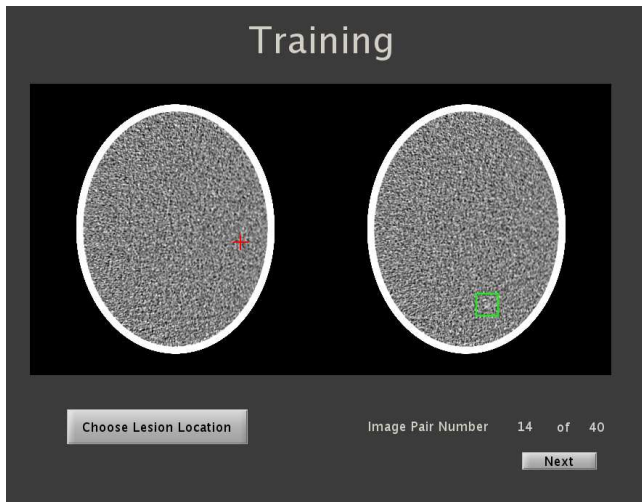 Training
Choose Lesion Location
Image Pair Number 14 of 40
Next